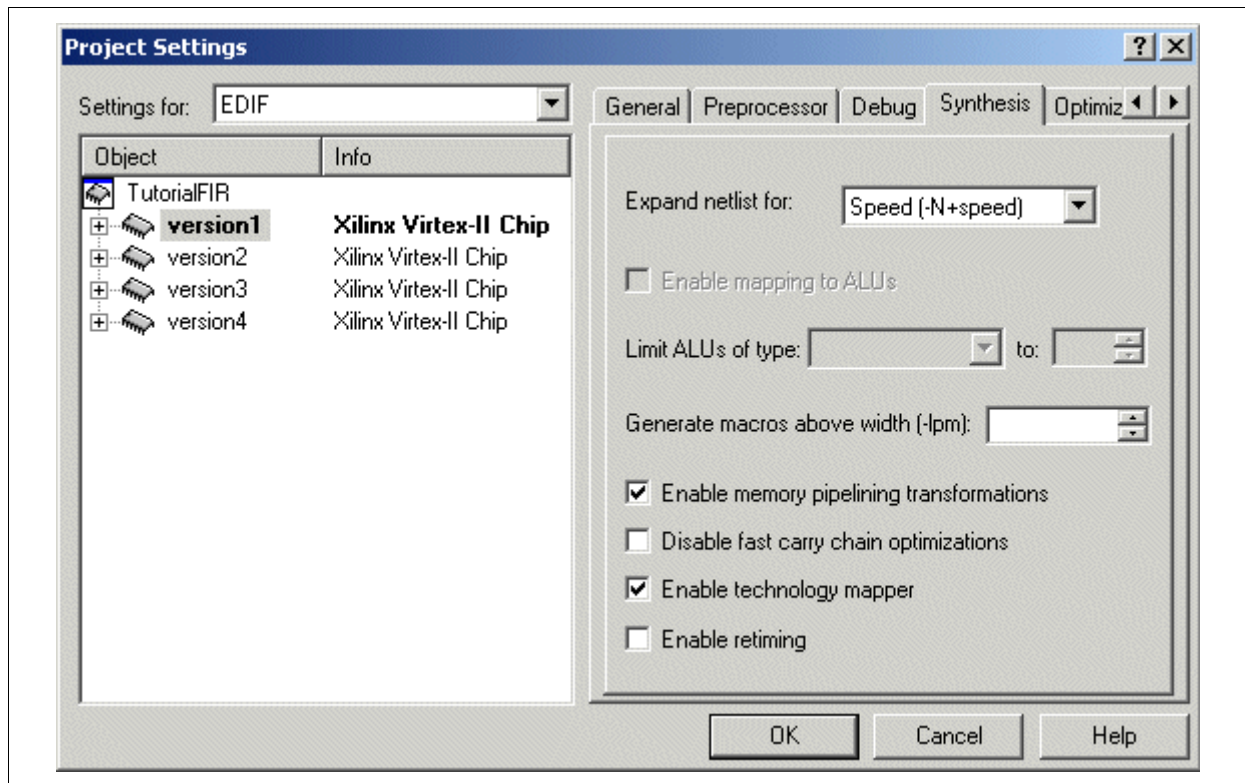 Project Settings
Settings for: EDIF
Object Info
TutorialFIR
version1 Xilinx Virtex-II Chip
version2 Xilinx Virtex-II Chip
version3 Xilinx Virtex-II Chip
version4 Xilinx Virtex-II Chip
General Preprocessor Debug Synthesis Optimiz
Expand netlist for: Speed (-N+speed)
Enable mapping to ALUs
Limit ALUs of type: to:
Generate macros above width (-lpm):
Enable memory pipelining transformations
Disable fast carry chain optimizations
Enable technology mapper
Enable retiming
OK Cancel Help